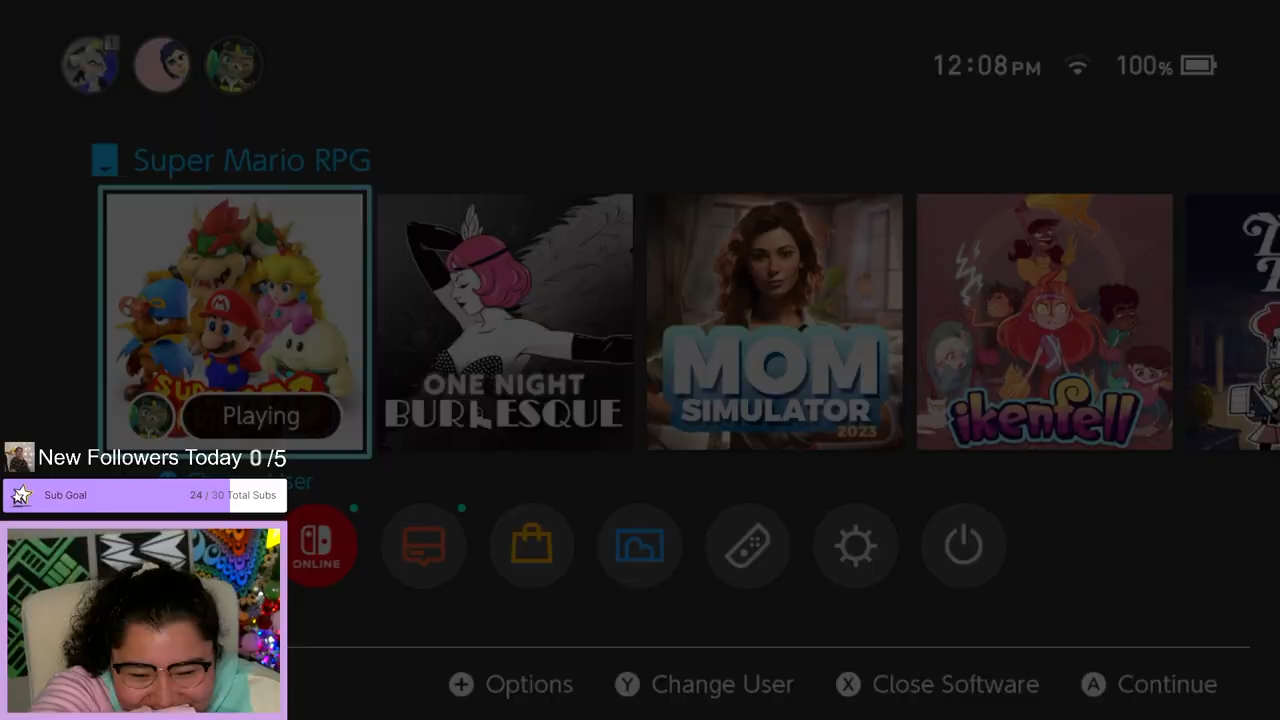 12:08 PM 100%
Super Mario RPG
Playing
ONE NIGHT
BURLESQUE
MOM
SIMULATOR
2023
ikenfell
New Followers Today 0 /5
Sub Goal 24 / 30 Total Subs
ONLINE
+ Options Y Change User X Close Software A Continue